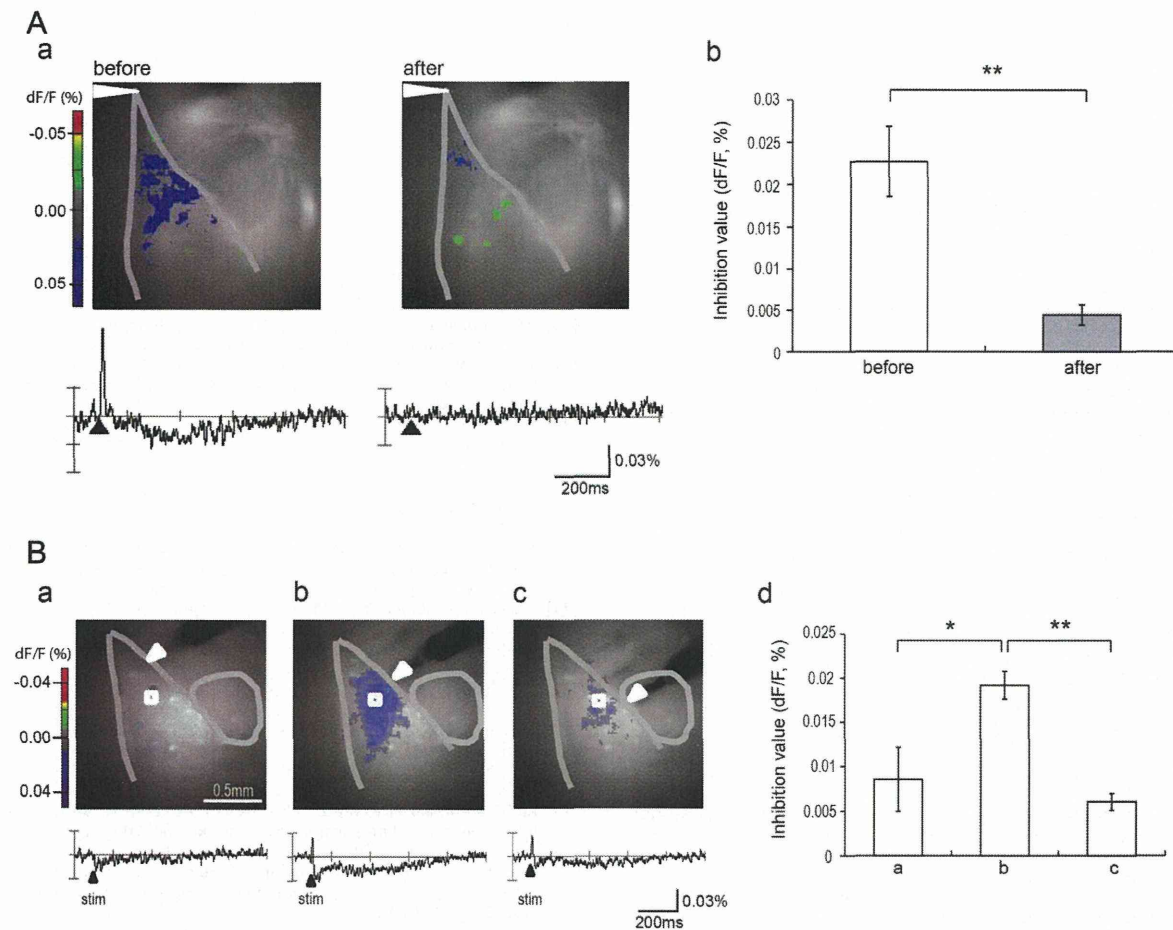 A
a
before
after
dF/F (%)
-0.05
0.00
0.05
0.03%
200ms
b
**
Inhibition value (dF/F, %)
0.03
0.025
0.02
0.015
0.01
0.005
0
before
after
B
a
b
c
dF/F (%)
-0.04
0.00
0.04
0.5mm
stim
stim
stim
0.03%
200ms
d
*
**
Inhibition value (dF/F, %)
0.025
0.02
0.015
0.01
0.005
0.000
a
b
c